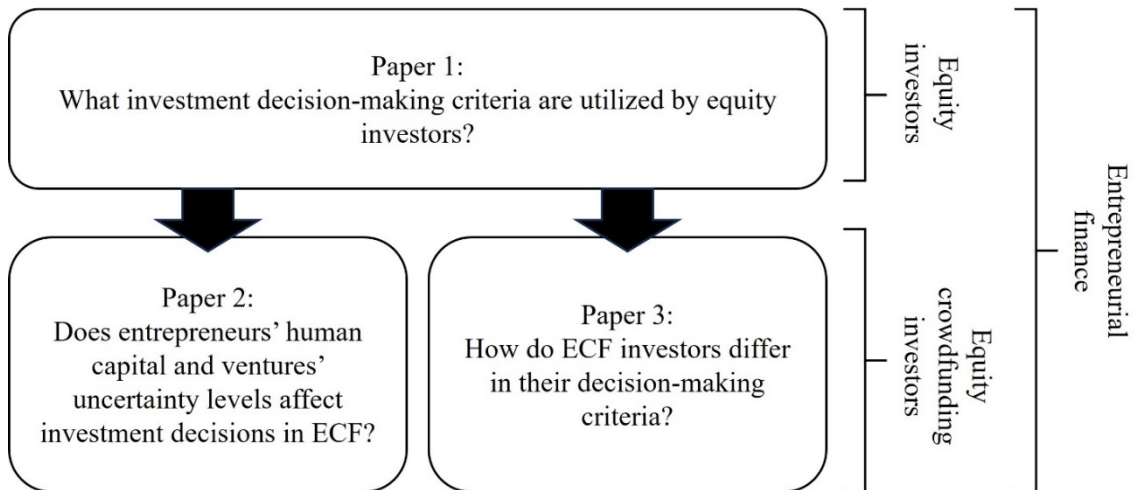 Paper 1:
What investment decision-making criteria are utilized by equity
investors?
Equity
investors
Paper 2:
Does entrepreneurs’ human
capital and ventures’
uncertainty levels affect
investment decisions in ECF?
Paper 3:
How do ECF investors differ
in their decision-making
criteria?
Equity
crowdfunding
investors
Entrepreneurial
finance